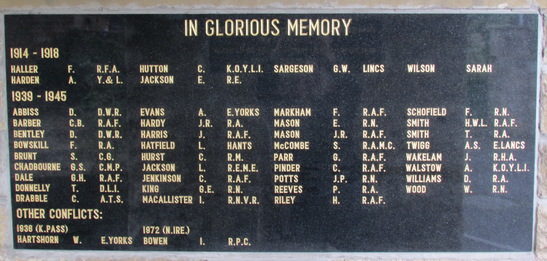 IN GLORIOUS MEMORY
1914 - 1918
HALLER F. R.F.A. HUTTON C. K.O.Y.L.I. SARGESON G.W. LINCS WILSON SARAH
HARDEN A. Y.& L. JACKSON E. R.E.
1939 - 1945
ABBISS D. D.W.R. EVANS A. E.YORKS MARKHAM F. R.A.F. SCHOFIELD F. R.N.
BARBER C.B. R.A.F. HARDY J.R. R.A. MASON E. R.N. SMITH H.W.L. R.A.F.
BENTLEY D. D.W.R. HARRIS J. R.A.F. MASON J.R. R.A.F. SMITH T. R.A.
BOWSKILL F. R.A. HATFIELD L. HANTS McCOMBE S. R.A.M.C. TWIGG A.S. E.LANCS
BRUNT S. C.G. HURST C. R.M. PARR G. R.A.F. WAKELAM J. R.H.A.
CHADBOURNE G.S. C.M.P. JACKSON L. R.E.M.E. PINDER C. R.A.F. WALSTOW A. K.O.Y.L.I.
DALE G.H. R.A.F. JENKINSON C. R.A.F. POTTS J.P. R.N. WILLIAMS D. R.A.
DONNELLY T. D.L.I. KING G.E. R.N. REEVES P. R.A. WOOD W. R.N.
DRABBLE C. A.T.S. MACALLISTER I. R.N.V.R. RILEY H. R.A.F.
OTHER CONFLICTS:
1936 (K.PASS) 1972 (N.IRE.)
HARTSHORN W. E.YORKS BOWEN I. R.P.C.